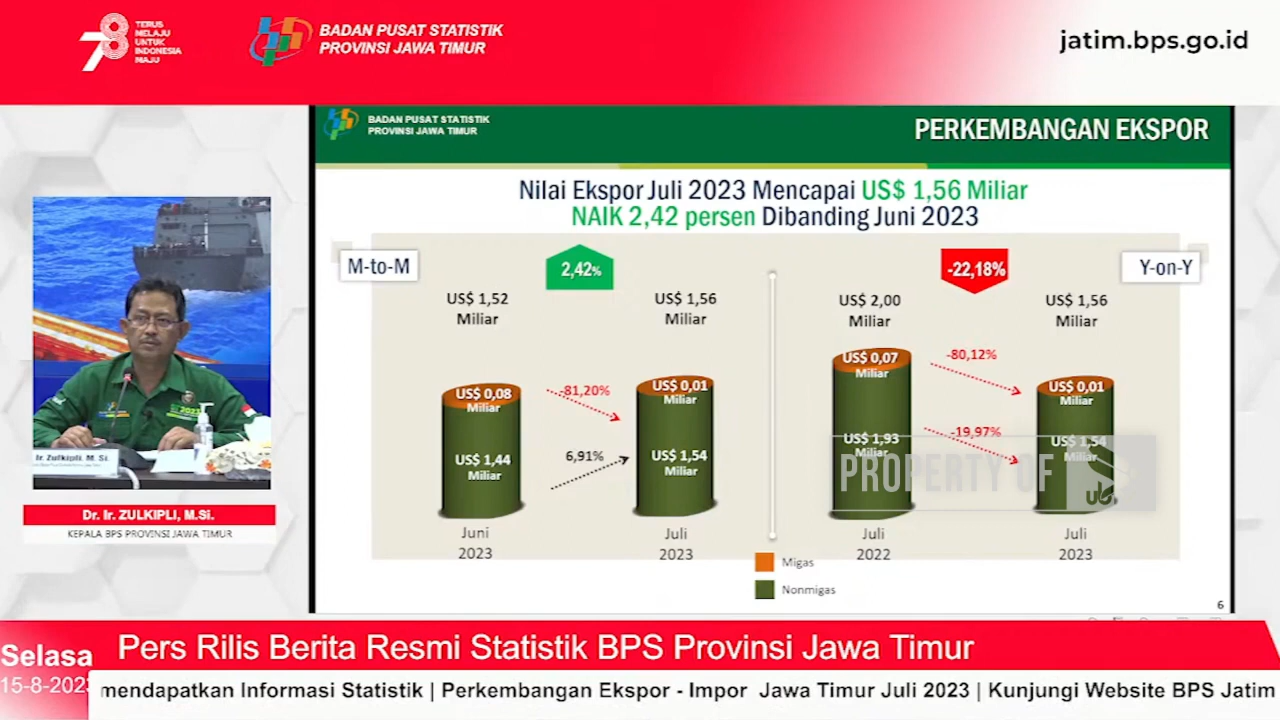 78
TERUS
MELAJU
UNTUK
INDONESIA
MAJU
BADAN PUSAT STATISTIK
PROVINSI JAWA TIMUR
jatim.bps.go.id
BADAN PUSAT STATISTIK
PROVINSI JAWA TIMUR
PERKEMBANGAN EKSPOR
Nilai Ekspor Juli 2023 Mencapai US$ 1,56 Miliar
NAIK 2,42 persen Dibanding Juni 2023
M-to-M
2,42%
-22,18%
Y-on-Y
US$ 1,52
Miliar
US$ 1,56
Miliar
US$ 2,00
Miliar
US$ 1,56
Miliar
US$ 0,08
Miliar
-81,20%
US$ 0,01
Miliar
US$ 0,07
Miliar
-80,12%
US$ 0,01
Miliar
US$ 1,44
Miliar
6,91%
US$ 1,54
Miliar
US$ 1,93
Miliar
-19,97%
US$ 1,54
Miliar
PROPERTY OF
Juni
2023
Juli
2023
Juli
2022
Juli
2023
Migas
Nonmigas
6
Ir. Zulkipli, M. Si.
Dr. Ir. ZULKIPLI, M.Si.
KEPALA BPS PROVINSI JAWA TIMUR
Pers Rilis Berita Resmi Statistik BPS Provinsi Jawa Timur
Selasa
15-8-2023
mendapatkan Informasi Statistik | Perkembangan Ekspor - Impor Jawa Timur Juli 2023 | Kunjungi Website BPS Jatim